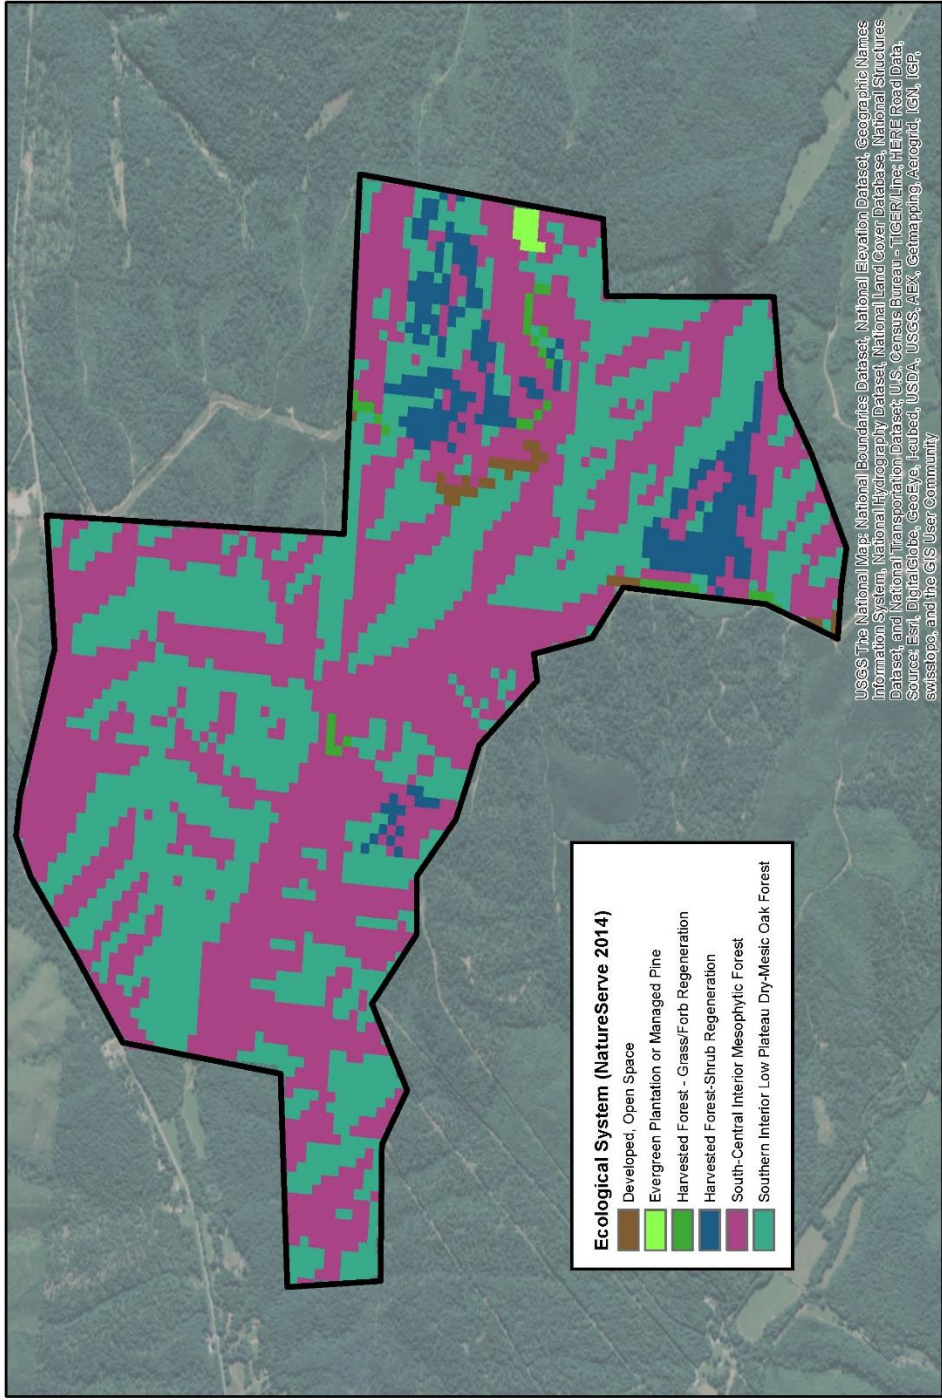 Ecological System (NatureServe 2014)
Developed, Open Space
Evergreen Plantation or Managed Pine
Harvested Forest - Grass/Forb Regeneration
Harvested Forest-Shrub Regeneration
South-Central Interior Mesophytic Forest
Southern Interior Low Plateau Dry-Mesic Oak Forest
USGS The National Map: National Boundaries Dataset, National Elevation Dataset, Geographic Names
Information System, National Hydrography Dataset, National Land Cover Database, National Structures
Dataset, and National Transportation Dataset; U.S. Census Bureau - TIGER/Line; HERE Road Data,
Source: Esri, DigitalGlobe, GeoEye, i-cubed, USDA, USGS, AEX, Getmapping, Aerogrid, IGN, IGP,
swisstopo, and the GIS User Community